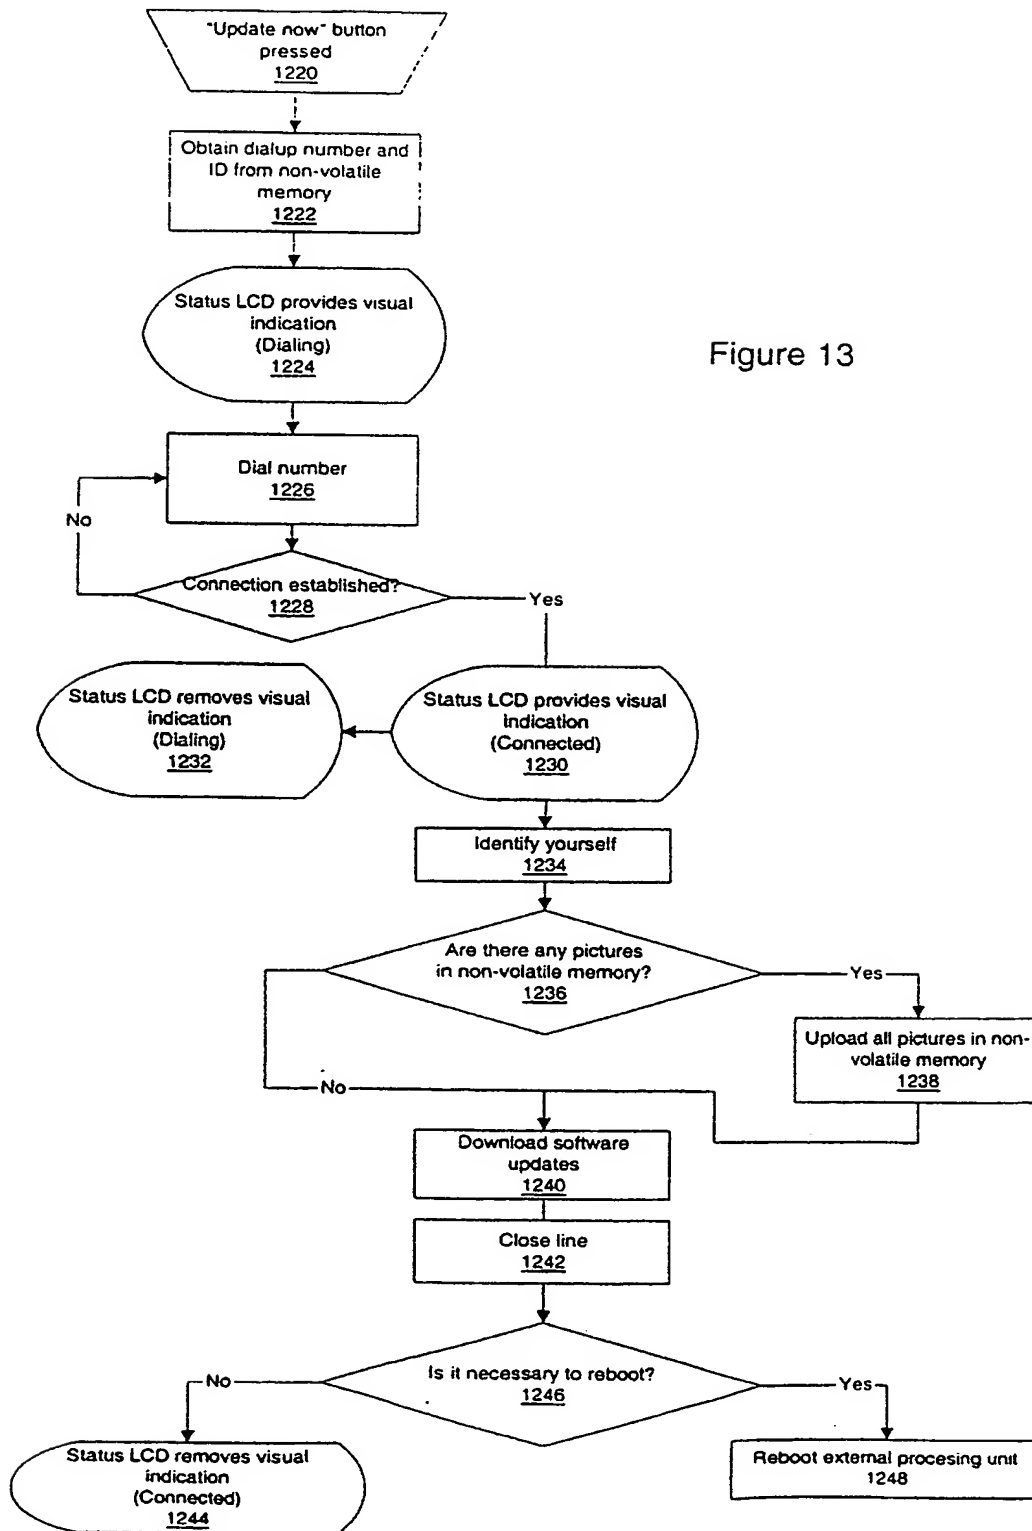 "Update now" button
pressed
1220
Obtain dialup number and
ID from non-volatile
memory
1222
Status LCD provides visual
indication
(Dialing)
1224
Figure 13
Dial number
1226
No
Connection established?
1228
Yes
Status LCD removes visual
indication
(Dialing)
1232
Status LCD provides visual
indication
(Connected)
1230
Identify yourself
1234
Are there any pictures
in non-volatile memory?
1236
Yes
Upload all pictures in non-
volatile memory
1238
No
Download software
updates
1240
Close line
1242
Is it necessary to reboot?
1246
No
Yes
Status LCD removes visual
indication
(Connected)
1244
Reboot external procesing unit
1248